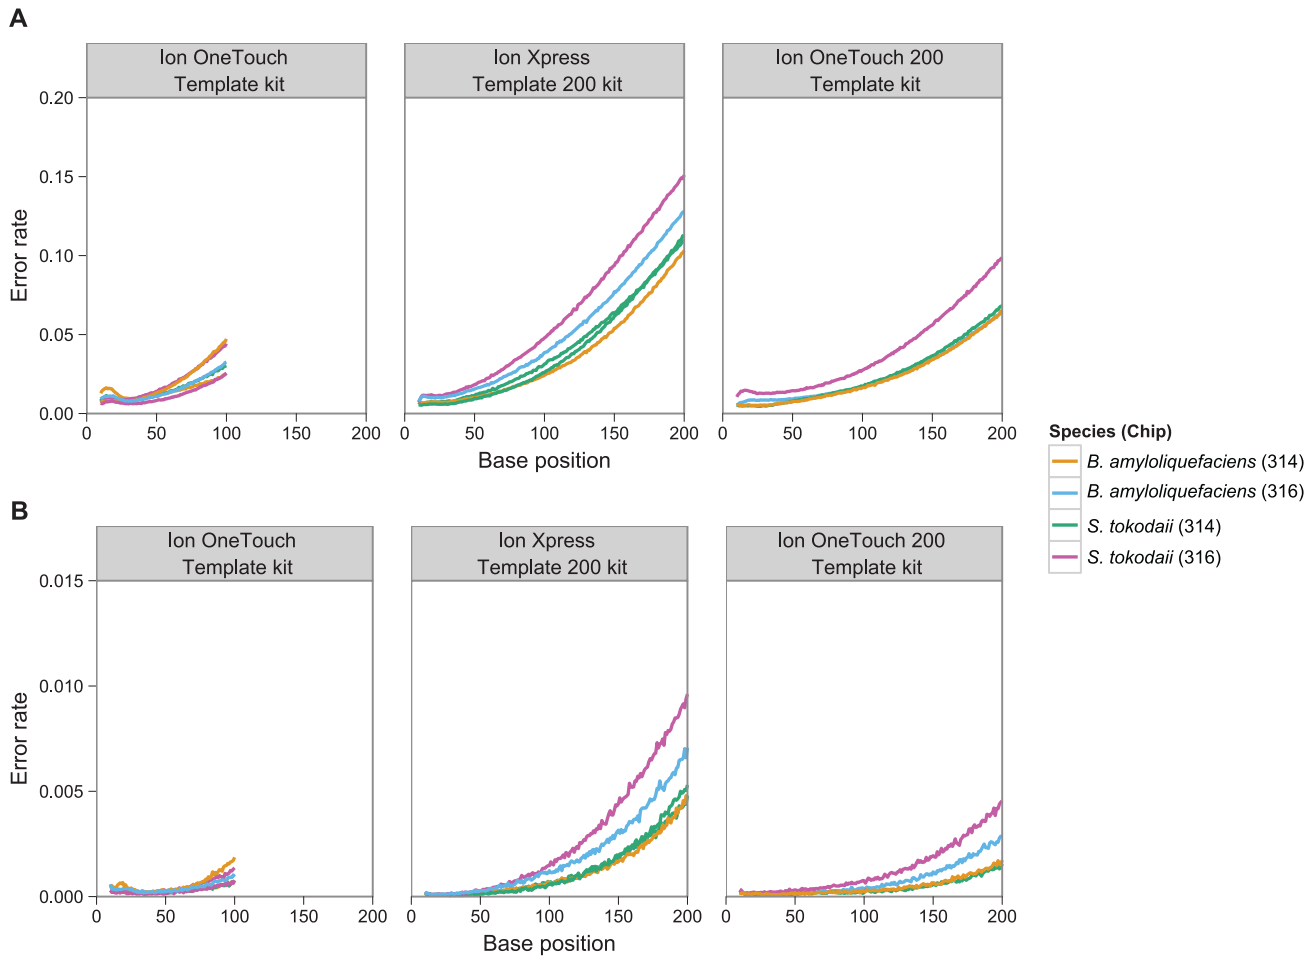 A
Ion OneTouch
Template kit
Ion Xpress
Template 200 kit
Ion OneTouch 200
Template kit
0.20
0.15
0.10
0.05
0.00
Error rate
0 50 100 150 200
0 50 100 150 200
0 50 100 150 200
Base position
Species (Chip)
B. amyloliquefaciens (314)
B. amyloliquefaciens (316)
S. tokodaii (314)
S. tokodaii (316)
B
Ion OneTouch
Template kit
Ion Xpress
Template 200 kit
Ion OneTouch 200
Template kit
0.015
0.010
0.005
0.000
Error rate
0 50 100 200
0 50 100 150 200
0 50 100 150 200
Base position